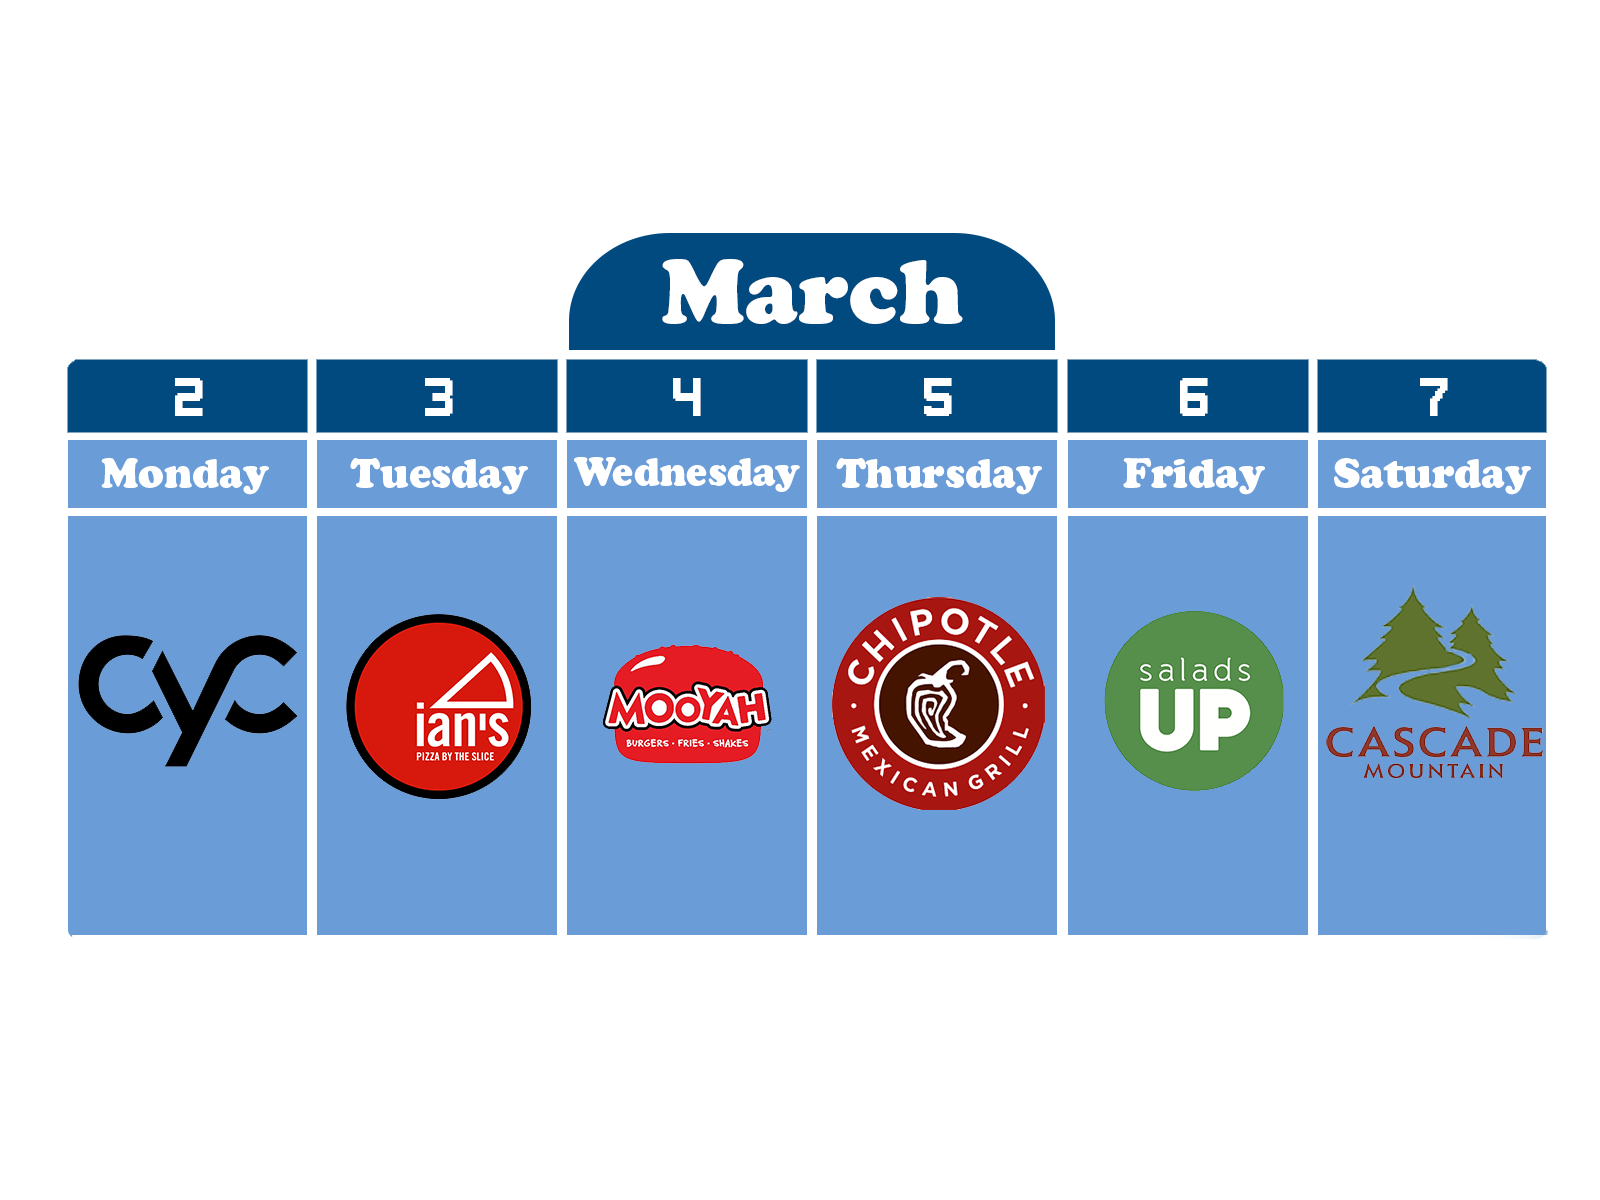 March
2 3 4 5 6 7
Monday Tuesday Wednesday Thursday Friday Saturday
cyc
ian's
PIZZA BY THE SLICE
MOOYAH
BURGERS · FRIES · SHAKES
CHIPOTLE
· MEXICAN GRILL ·
salads
UP
CASCADE
MOUNTAIN